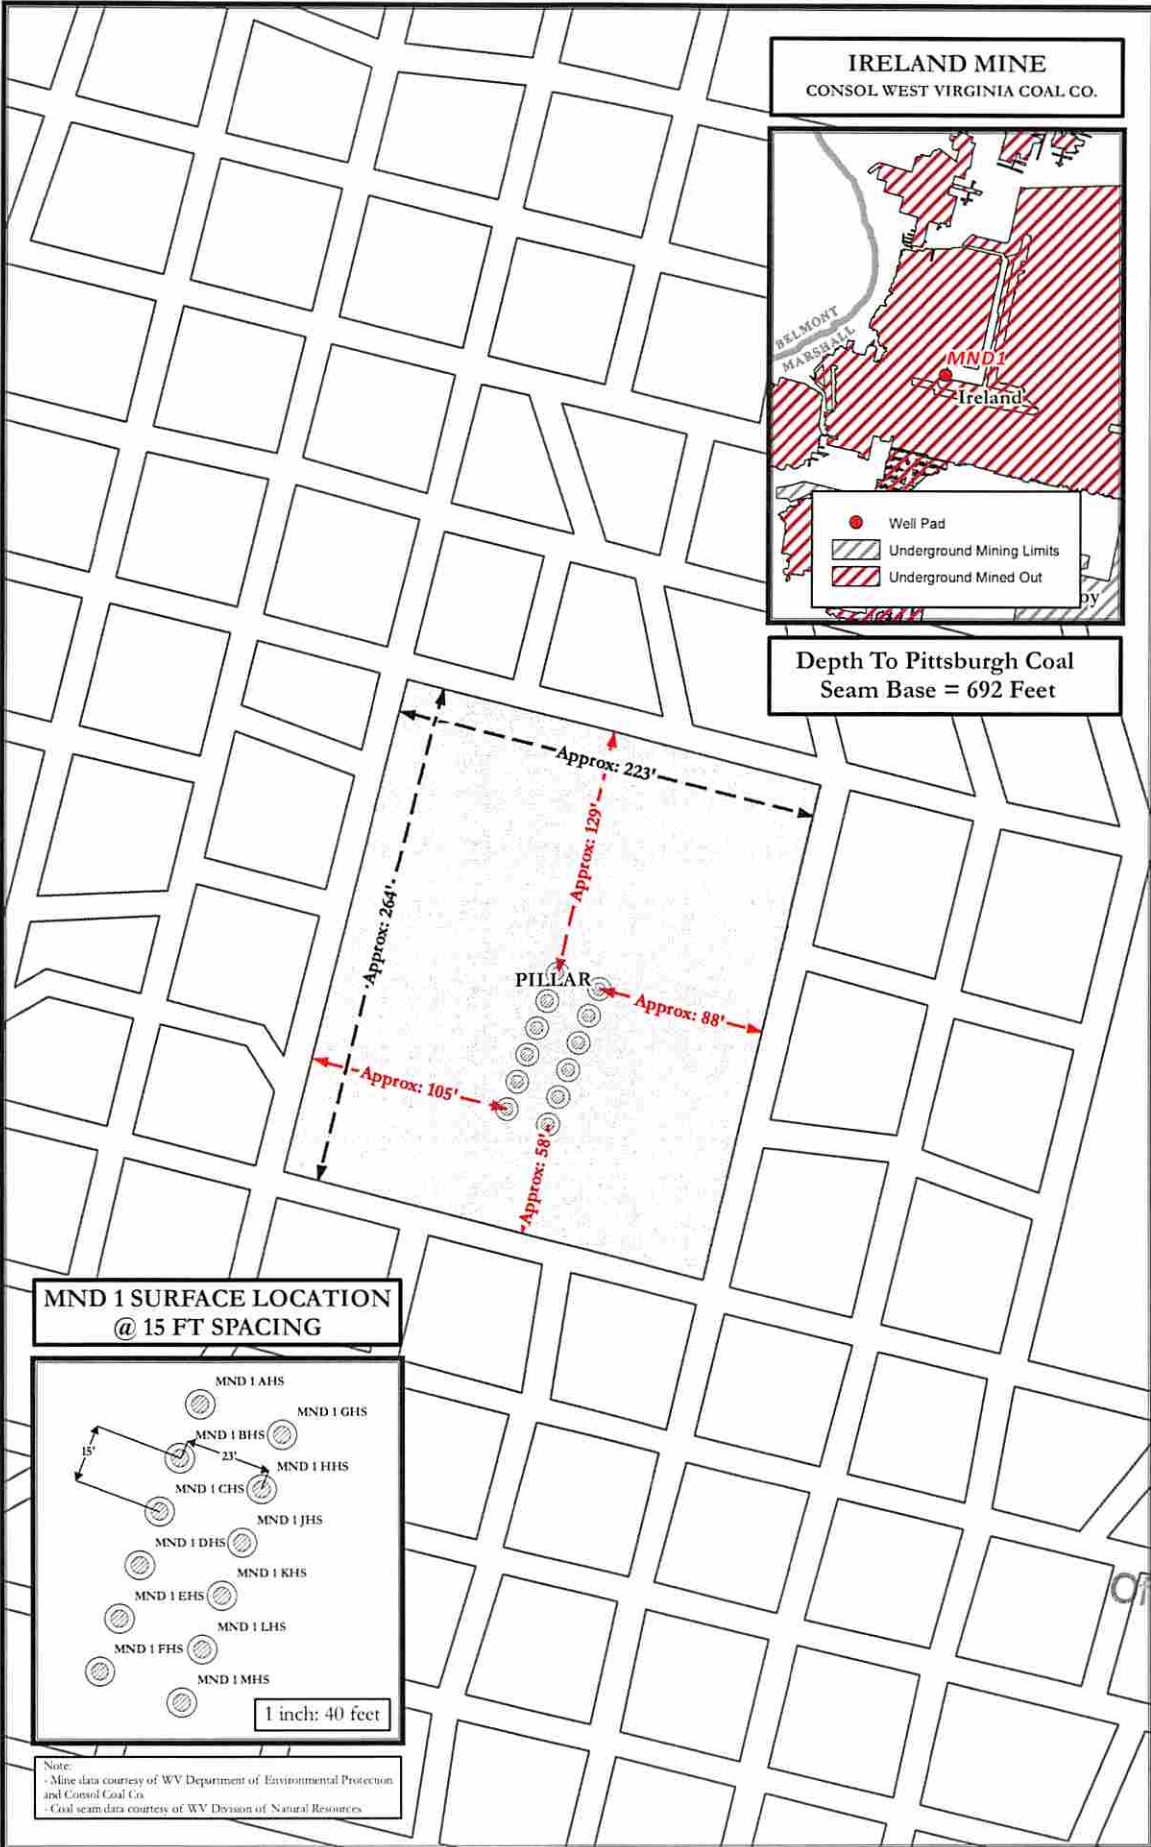 IRELAND MINE
CONSOL WEST VIRGINIA COAL CO.
BELMONT
MARSHALL
MND1
Ireland
Well Pad
Underground Mining Limits
Underground Mined Out
py
Depth To Pittsburgh Coal
Seam Base = 692 Feet
Approx: 223'
Approx: 129'
Approx: 264'
PILLAR
Approx: 88'
Approx: 105'
Approx: 58'
MND 1 SURFACE LOCATION
@ 15 FT SPACING
MND 1 AHS
MND 1 GHS
MND 1 BHS
15'
23'
MND 1 HHS
MND 1 CHS
MND 1 JHS
MND 1 DHS
MND 1 KHS
MND 1 EHS
MND 1 LHS
MND 1 FHS
MND 1 MHS
1 inch: 40 feet
Note:
- Mine data courtesy of WV Department of Environmental Protection
and Consol Coal Co.
- Coal seam data courtesy of WV Division of Natural Resources